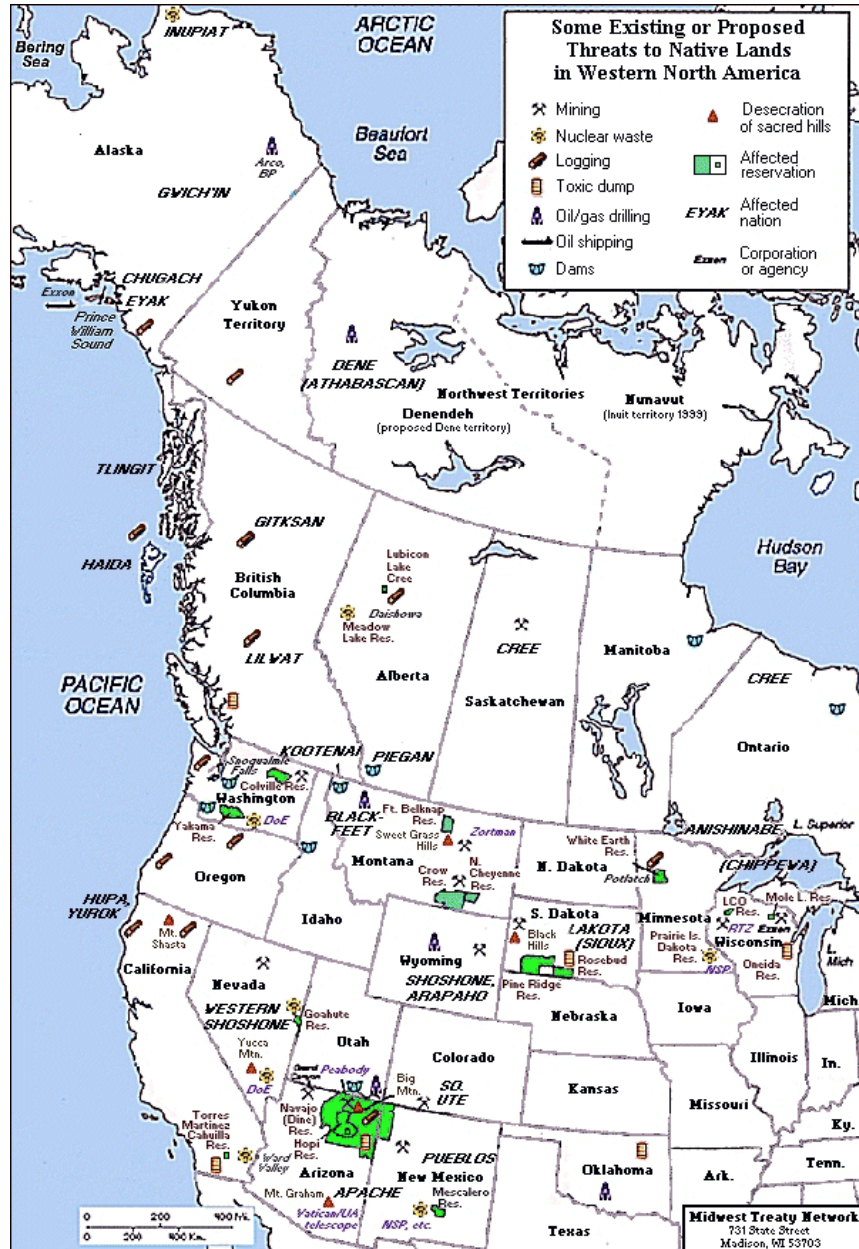 Some Existing or Proposed
Threats to Native Lands
in Western North America
Mining
Nuclear waste
Logging
Toxic dump
Oil/gas drilling
Oil shipping
Dams
Desecration
of sacred hills
Affected
reservation
EYAK
Affected
nation
Exxon
Corporation
or agency
ARCTIC
OCEAN
Bering
Sea
INUPIAT
Beaufort
Sea
Alaska
Arco,
BP
GWICH'IN
CHUGACH
EYAK
Exxon
Prince
William
Sound
Yukon
Territory
DENE
(ATHABASCAN)
Northwest Territories
Denendeh
(proposed Dene territory)
Nunavut
(Inuit territory 1999)
TLINGIT
HAIDA
GITKSAN
British
Columbia
LILWAT
Lubicon
Lake
Cree
Daishowa
Meadow
Lake Res.
Alberta
CREE
Saskatchewan
Manitoba
Hudson
Bay
CREE
Ontario
PACIFIC
OCEAN
KOOTENAI
PIEGAN
Snoqualmie
Falls
Colville Res.
Washington
Yakama
Res.
DoE
Oregon
Idaho
BLACK-
FEET
Ft. Belknap
Res.
Sweet Grass
Hills
Zortman
Montana
Crow
Res.
N.
Cheyenne
Res.
N. Dakota
White Earth
Res.
Potlatch
ANISHINABE
(CHIPPEWA)
L. Superior
S. Dakota
LAKOTA
(SIOUX)
Black
Hills
Rosebud
Res.
Pine Ridge
Res.
Minnesota
Prairie Is.
Dakota
Res.
NSP
LCO
Res.
RTZ
Mole L. Res.
Exxon
Wisconsin
Oneida
Res.
L.
Mich
Mich
HUPA,
YUROK
Mt.
Shasta
California
Nevada
WESTERN
SHOSHONE
Goahute
Res.
Yucca
Mtn.
DoE
Wyoming
SHOSHONE,
ARAPAHO
Nebraska
Iowa
Illinois
In.
Utah
Colorado
Kansas
Missouri
Ky.
Grand
Canyon
Peabody
Big
Mtn.
SO.
UTE
Navajo
(Dine)
Res.
Hopi
Res.
Torres
Martinez
Cahuilla
Res.
Ward
Valley
Arizona
PUEBLOS
New Mexico
Mescalero
Res.
NSP, etc.
Mt. Graham
APACHE
Vatican/UA
telescope
Oklahoma
Ark.
Tenn.
Texas
0 200 400 Mi.
0 200 400 Km.
Midwest Treaty Network
731 State Street
Madison, WI 53703